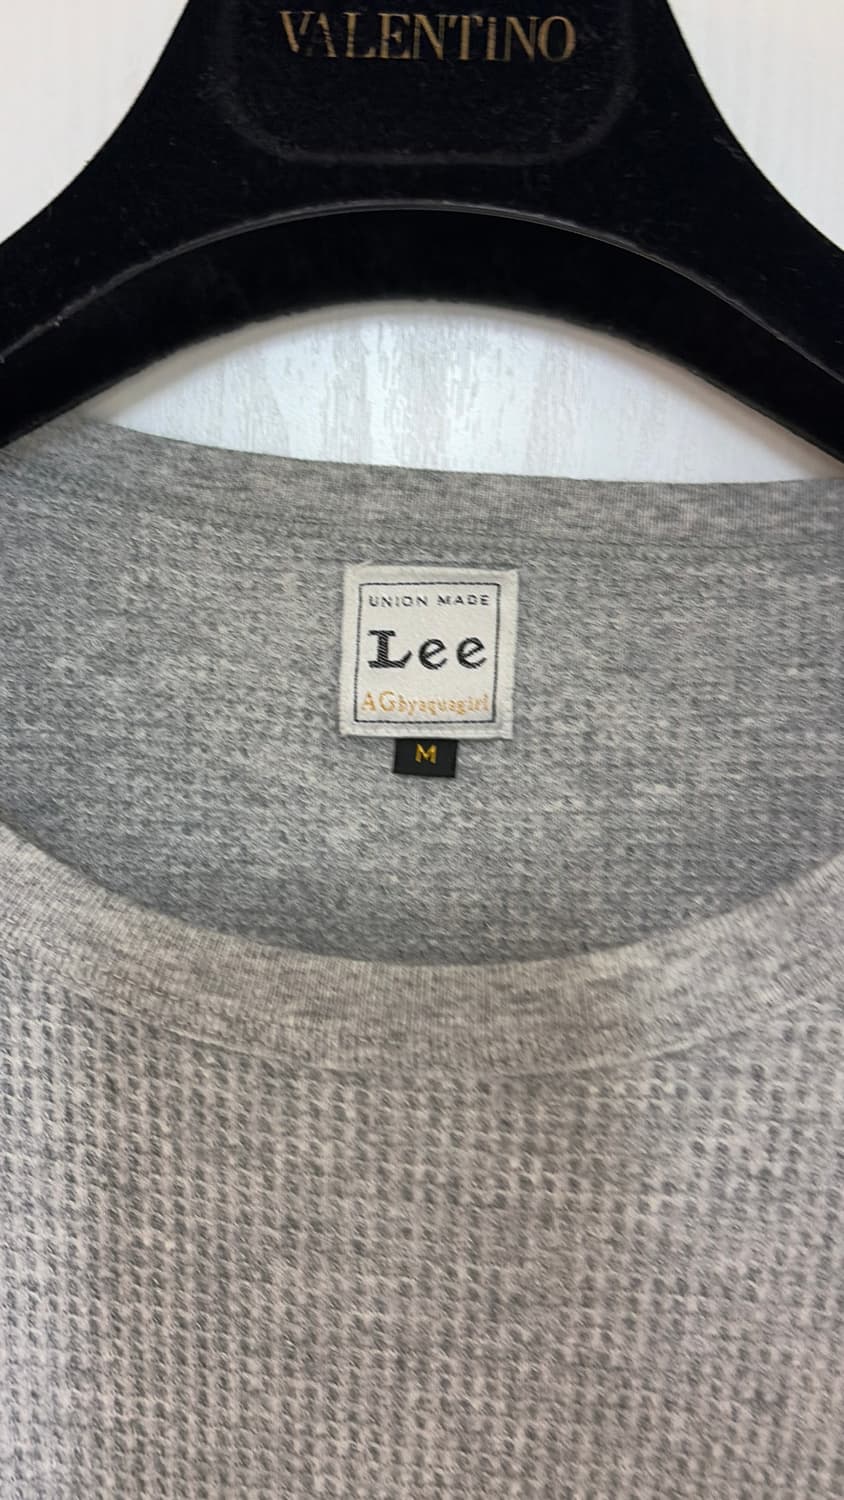 VALENTiNO
UNION MADE
Lee
AGbyaquagirl
M